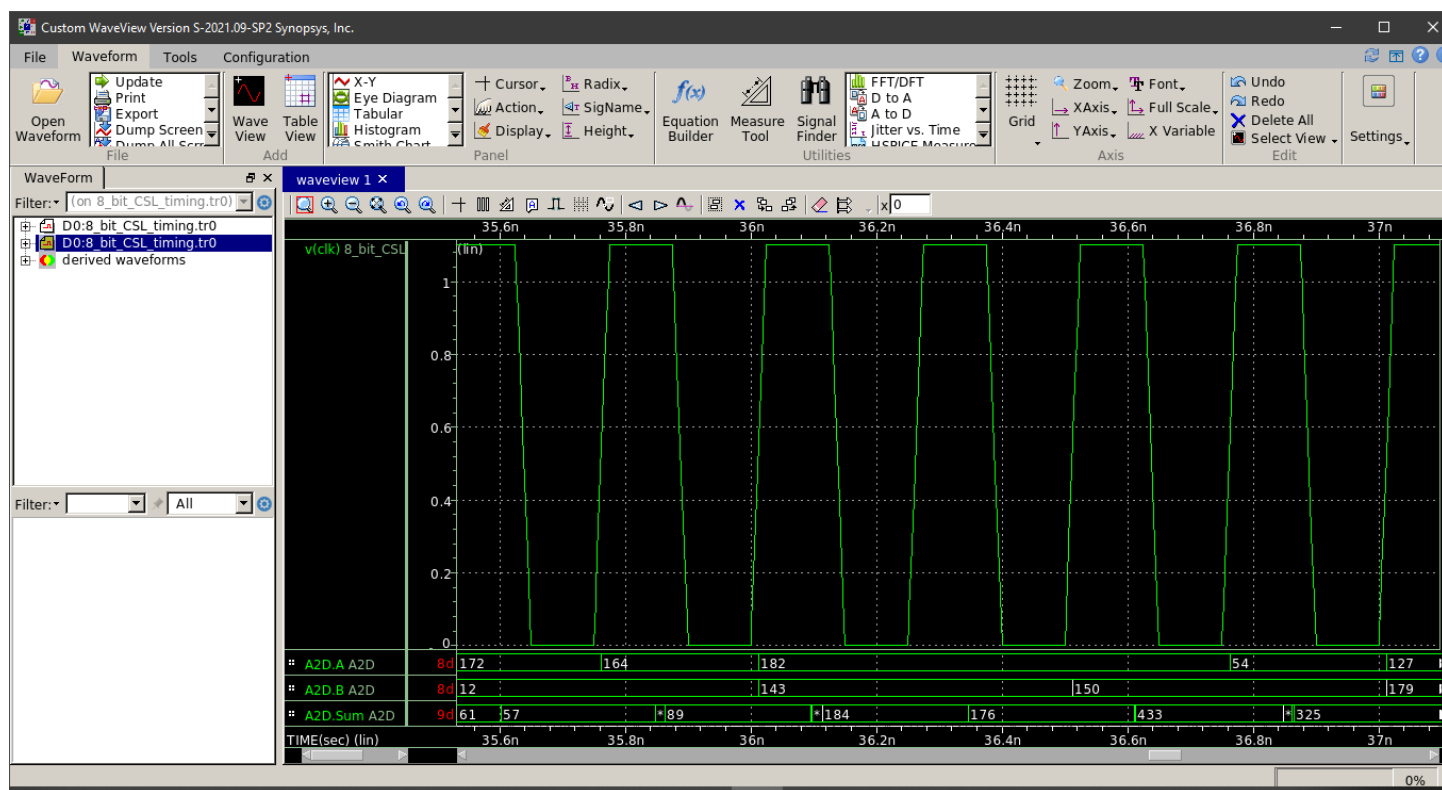 Custom WaveView Version S-2021.09-SP2 Synopsys, Inc.
File Waveform Tools Configuration
Open Waveform
Update
Print
Export
Dump Screen
File
Wave View
Table View
Add
X-Y
Eye Diagram
Tabular
Histogram
Smith Chart
Cursor Radix
Action SigName
Display Height
Panel
f(x)
Equation Builder
Measure Tool
Signal Finder
FFT/DFT
D to A
A to D
Jitter vs. Time
HSPICE
Utilities
Grid
Zoom Font
XAxis Full Scale
YAxis X Variable
Axis
Undo
Redo
Delete All
Select View
Edit
Settings
WaveForm
Filter: (on 8_bit_CSL_timing.tr0)
D0:8_bit_CSL_timing.tr0
D0:8_bit_CSL_timing.tr0
derived waveforms
Filter: All
waveview 1
x 0
35.6n 35.8n 36n 36.2n 36.4n 36.6n 36.8n 37n
v(clk) 8_bit_CSL (lin)
1
0.8
0.6
0.4
0.2
0
A2D.A A2D 8d 172 164 182 54 127
A2D.B A2D 8d 12 143 150 179
A2D.Sum A2D 9d 61 57 * 89 * 184 176 433 * 325
TIME(sec) (lin) 35.6n 35.8n 36n 36.2n 36.4n 36.6n 36.8n 37n
0%